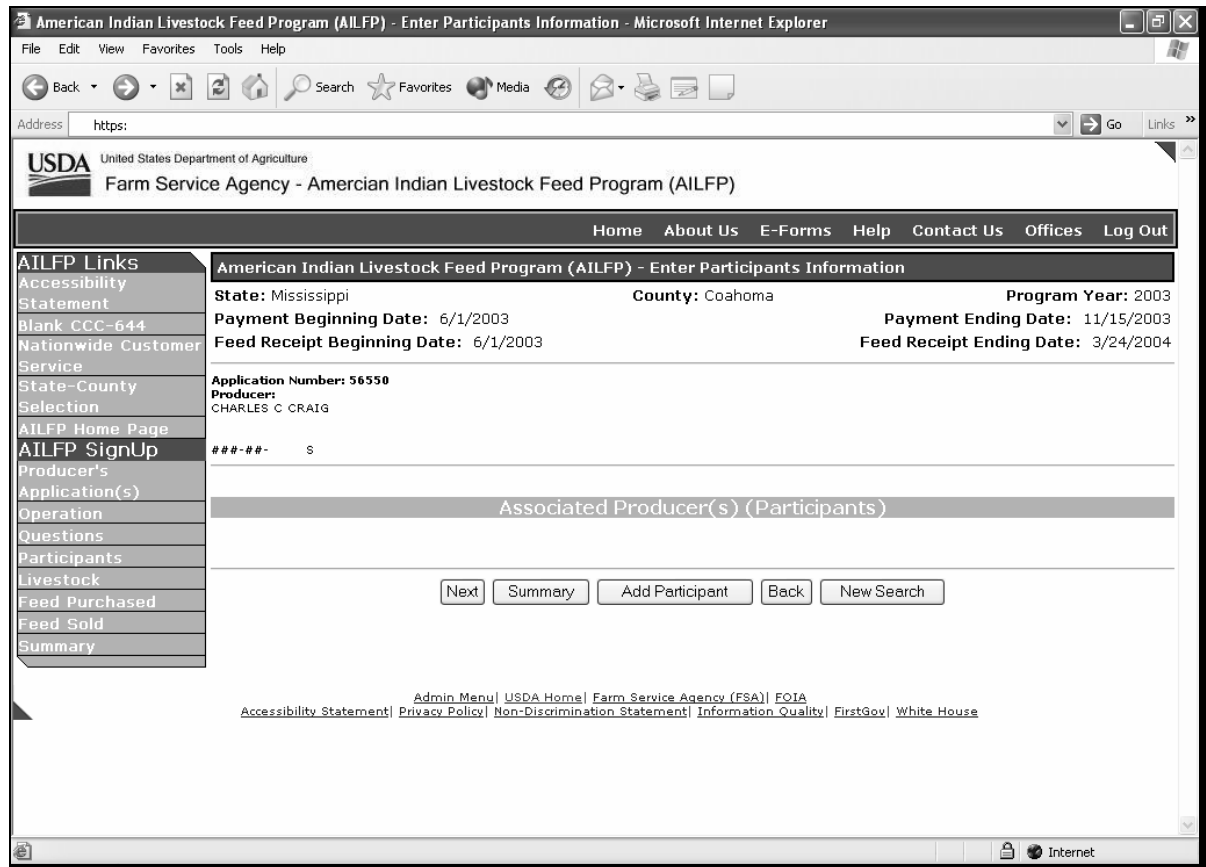 American Indian Livestock Feed Program (AILFP) - Enter Participants Information - Microsoft Internet Explorer
File Edit View Favorites Tools Help
Back Search Favorites Media
Address https: Go Links »
USDA United States Department of Agriculture
Farm Service Agency - Amercian Indian Livestock Feed Program (AILFP)
Home About Us E-Forms Help Contact Us Offices Log Out
AILFP Links
Accessibility
Statement
Blank CCC-644
Nationwide Customer
Service
State-County
Selection
AILFP Home Page
AILFP SignUp
Producer's
Application(s)
Operation
Questions
Participants
Livestock
Feed Purchased
Feed Sold
Summary
American Indian Livestock Feed Program (AILFP) - Enter Participants Information
State: Mississippi County: Coahoma Program Year: 2003
Payment Beginning Date: 6/1/2003 Payment Ending Date: 11/15/2003
Feed Receipt Beginning Date: 6/1/2003 Feed Receipt Ending Date: 3/24/2004
Application Number: 56550
Producer:
CHARLES C CRAIG
###-##- S
Associated Producer(s) (Participants)
Next Summary Add Participant Back New Search
Admin Menu| USDA Home| Farm Service Agency (FSA)| FOIA
Accessibility Statement| Privacy Policy| Non-Discrimination Statement| Information Quality| FirstGov| White House
Internet